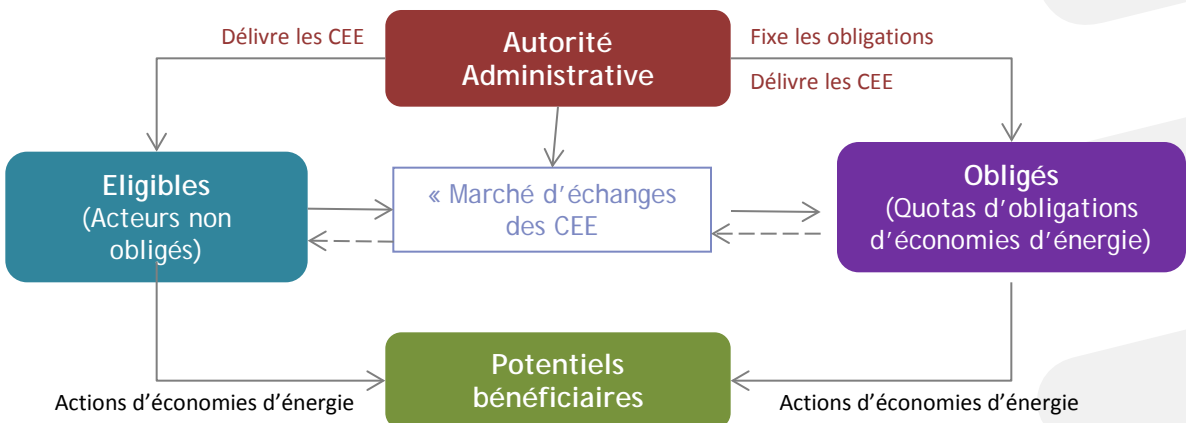 Délivre les CEE
Autorité
Administrative
Fixe les obligations
Délivre les CEE
Eligibles
(Acteurs non
obligés)
« Marché d'échanges
des CEE
Obligés
(Quotas d'obligations
d'économies d'énergie)
Potentiels
bénéficiaires
Actions d'économies d'énergie
Actions d'économies d'énergie